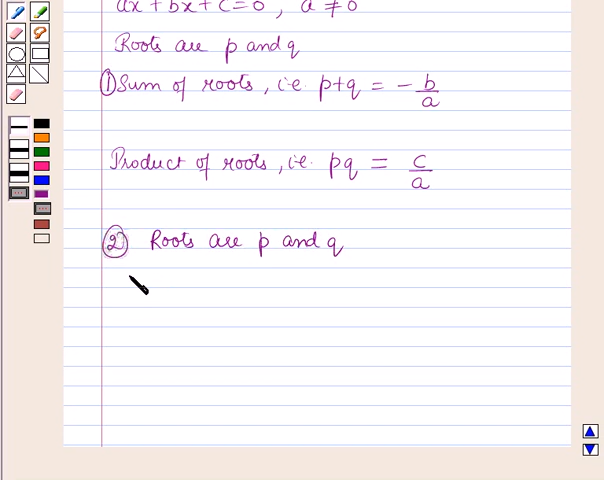 ax + bx + c = 0 , a ≠ 0
Roots are p and q
① Sum of roots, i.e. p+q = - b/a
Product of roots, i.e. pq = c/a
② Roots are p and q